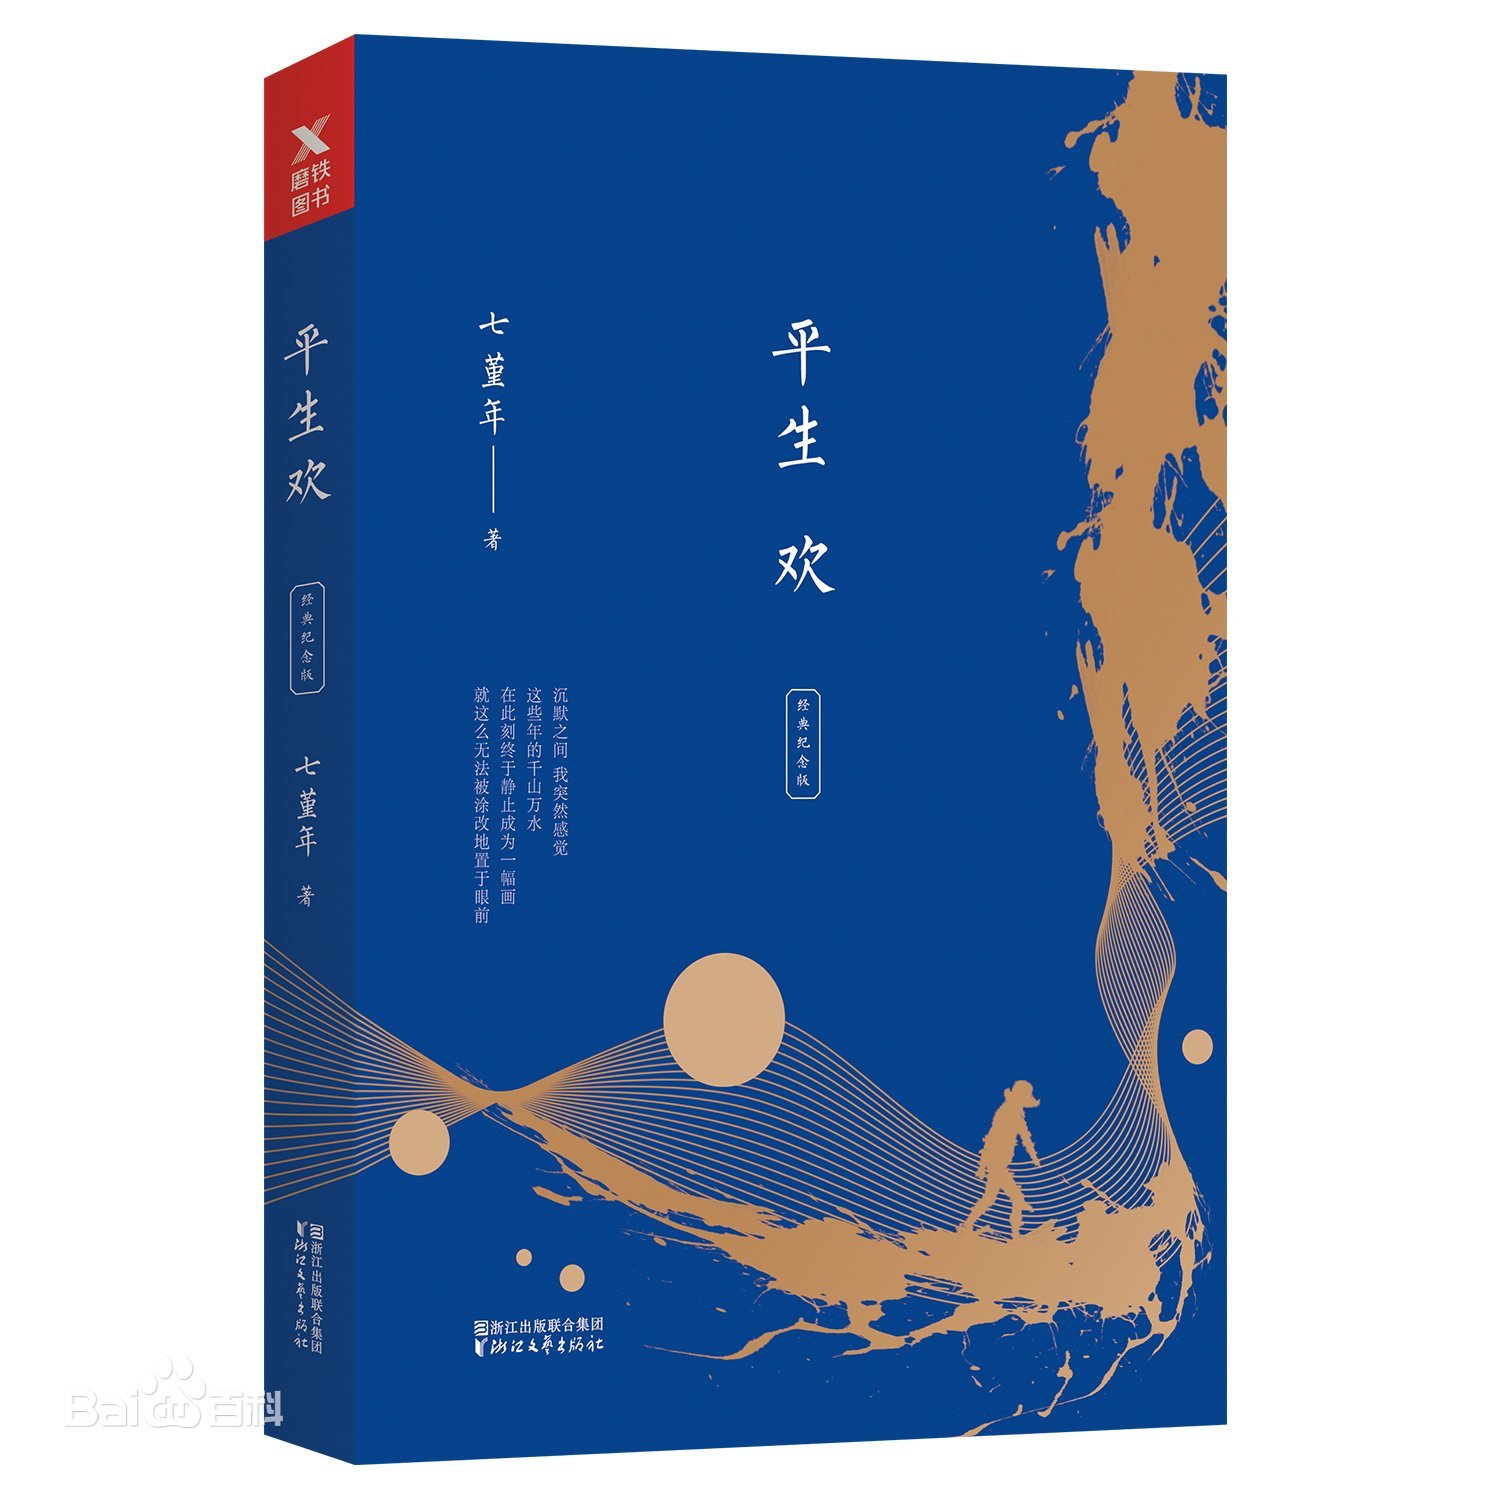 磨铁
图书
平生欢
经典纪念版
七堇年 著
浙江出版联合集团
浙江文艺出版社
平生欢
经典纪念版
七堇年——著
沉默之间 我突然感觉
这些年的千山万水
在此刻终于静止成为一幅画
就这么无法被涂改地置于眼前
浙江出版联合集团
浙江文艺出版社
Bai百科